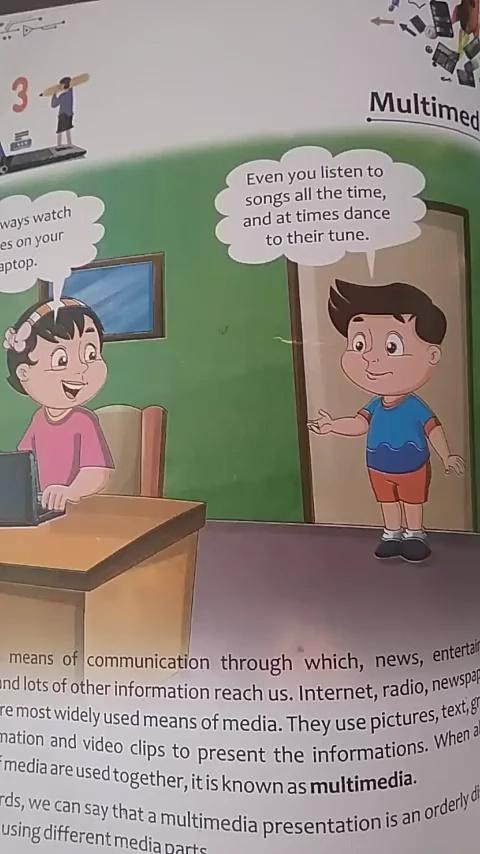 3
Multimed
ways watch
es on your
aptop.
Even you listen to
songs all the time,
and at times dance
to their tune.
means of communication through which, news, entertain
and lots of other information reach us. Internet, radio, newspap
re most widely used means of media. They use pictures, text, gr
mation and video clips to present the informations. When al
f media are used together, it is known as multimedia.
rds, we can say that a multimedia presentation is an orderly di
using different media parts